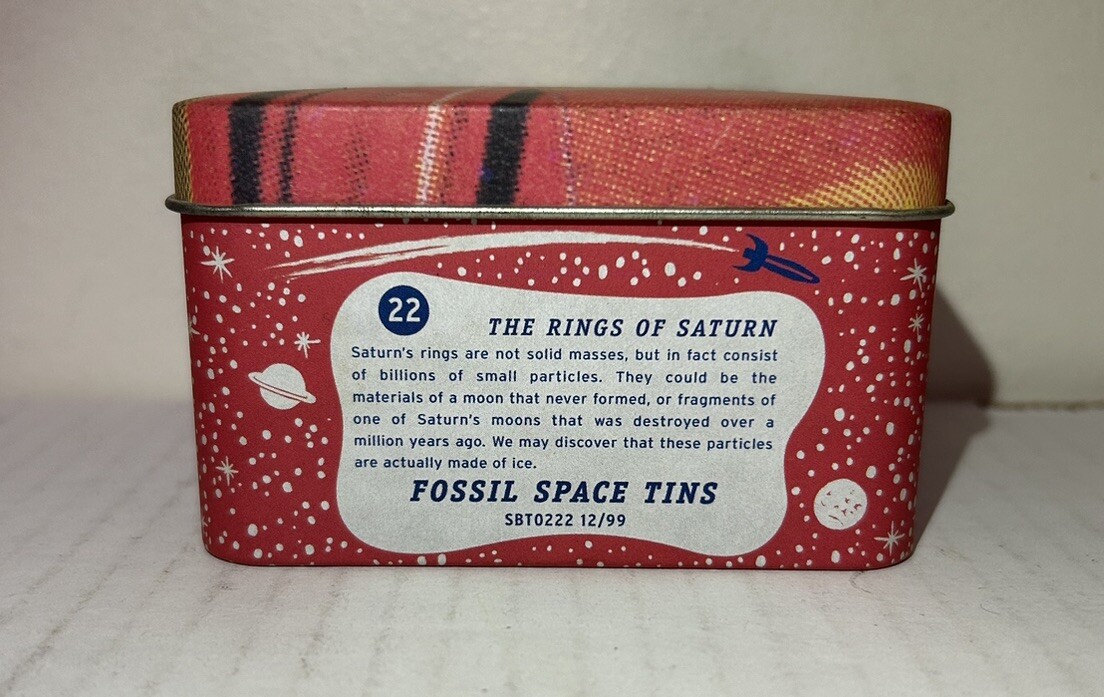 22
THE RINGS OF SATURN
Saturn's rings are not solid masses, but in fact consist
of billions of small particles. They could be the
materials of a moon that never formed, or fragments of
one of Saturn's moons that was destroyed over a
million years ago. We may discover that these particles
are actually made of ice.
FOSSIL SPACE TINS
SBT0222 12/99